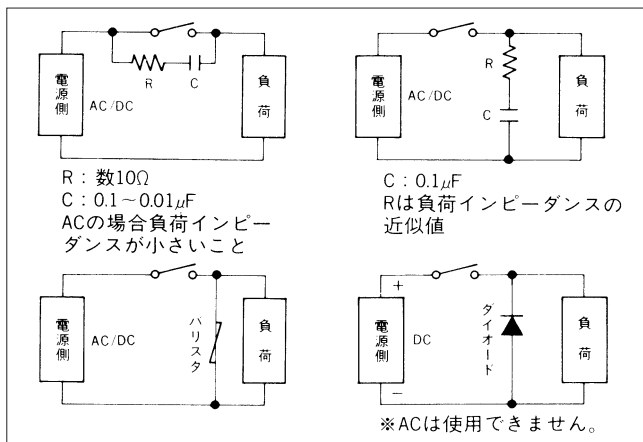 電源側
AC/DC
R
C
負荷
R：数10Ω
C：0.1～0.01μF
ACの場合負荷インピー
ダンスが小さいこと
電源側
AC/DC
R
C
負荷
C：0.1μF
Rは負荷インピーダンスの
近似値
電源側
AC/DC
バリスタ
負荷
電源側
+
DC
−
ダイオード
負荷
※ACは使用できません。